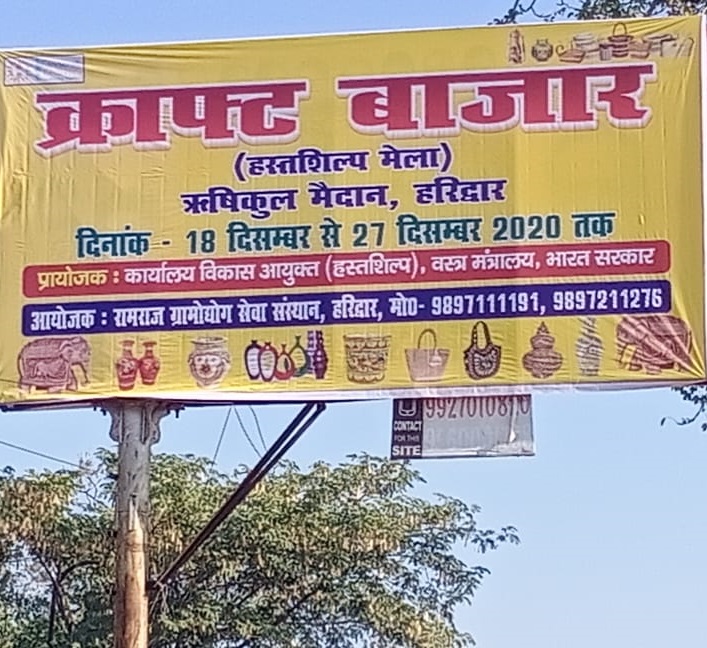 क्राफ्ट बाजार
(हस्तशिल्प मेला)
ऋषिकुल मैदान, हरिद्वार
दिनांक - 18 दिसम्बर से 27 दिसम्बर 2020 तक
प्रायोजक : कार्यालय विकास आयुक्त (हस्तशिल्प), वस्त्र मंत्रालय, भारत सरकार
आयोजक : रामराज ग्रामोद्योग सेवा संस्थान, हरिद्वार, मो0- 9897111191, 9897211276
CONTACT
FOR THIS
SITE